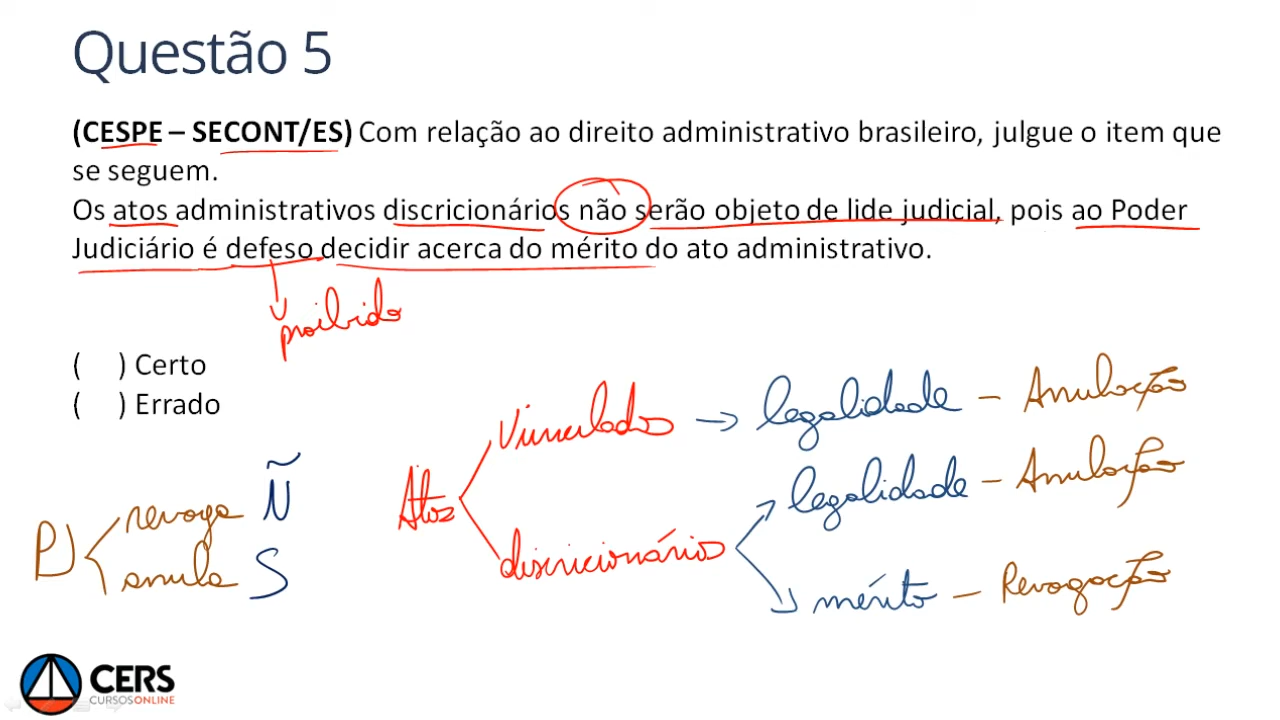 Questão 5
(CESPE – SECONT/ES) Com relação ao direito administrativo brasileiro, julgue o item que
se seguem.
Os atos administrativos discricionários não serão objeto de lide judicial, pois ao Poder
Judiciário é defeso decidir acerca do mérito do ato administrativo.
proibido
( ) Certo
( ) Errado
Atos
Vinculados → legalidade – Anulação
discricionários
legalidade – Anulação
mérito – Revogação
PJ
revoga Ñ
anula S
CERS
CURSOS ONLINE